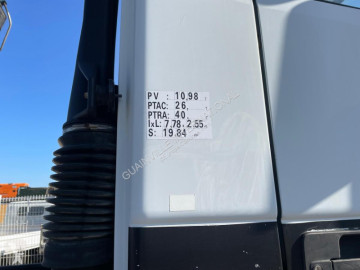 PV : 10,98
PTAC: 26,
PTRA: 40
lxL: 7,78. 2.55
S: 19.84